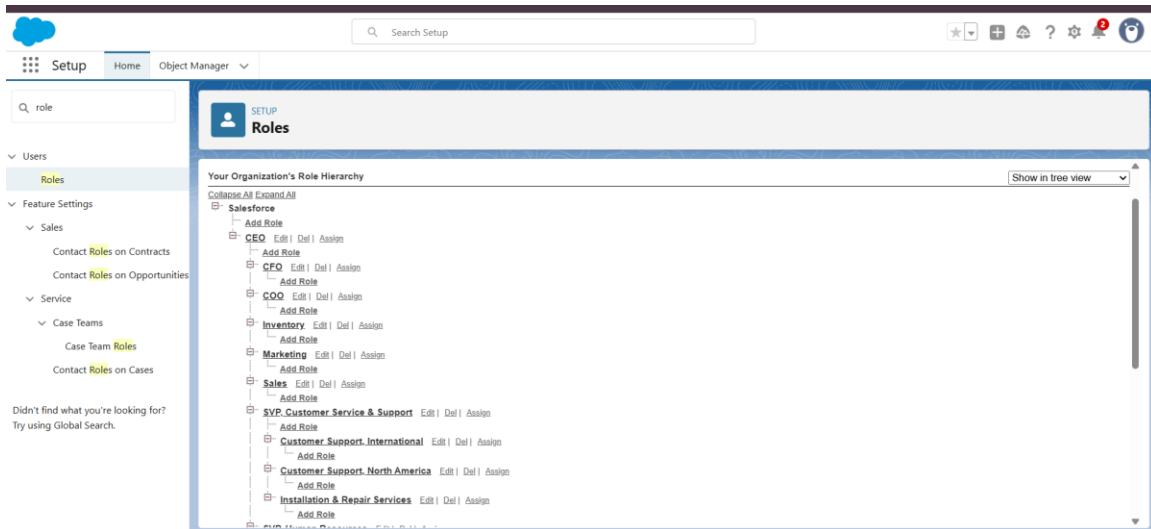 Search Setup
2
Setup
Home
Object Manager
role
Users
Roles
Feature Settings
Sales
Contact Roles on Contracts
Contact Roles on Opportunities
Service
Case Teams
Case Team Roles
Contact Roles on Cases
Didn't find what you're looking for?
Try using Global Search.
SETUP
Roles
Your Organization's Role Hierarchy
Show in tree view
Collapse All Expand All
Salesforce
Add Role
CEO Edit | Del | Assign
Add Role
CFO Edit | Del | Assign
Add Role
COO Edit | Del | Assign
Add Role
Inventory Edit | Del | Assign
Add Role
Marketing Edit | Del | Assign
Add Role
Sales Edit | Del | Assign
Add Role
SVP, Customer Service & Support Edit | Del | Assign
Add Role
Customer Support, International Edit | Del | Assign
Add Role
Customer Support, North America Edit | Del | Assign
Add Role
Installation & Repair Services Edit | Del | Assign
Add Role